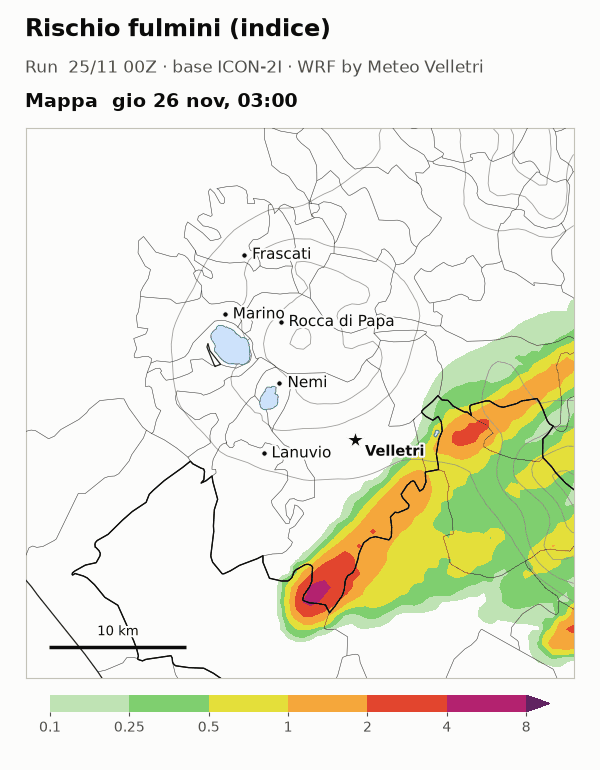 Rischio fulmini (indice)
Run  25/11 00Z · base ICON-2I · WRF by Meteo Velletri
Mappa  gio 26 nov, 03:00
Frascati
Marino
Rocca di Papa
Nemi
Velletri
Lanuvio
10 km
0.1 0.25 0.5 1 2 4 8